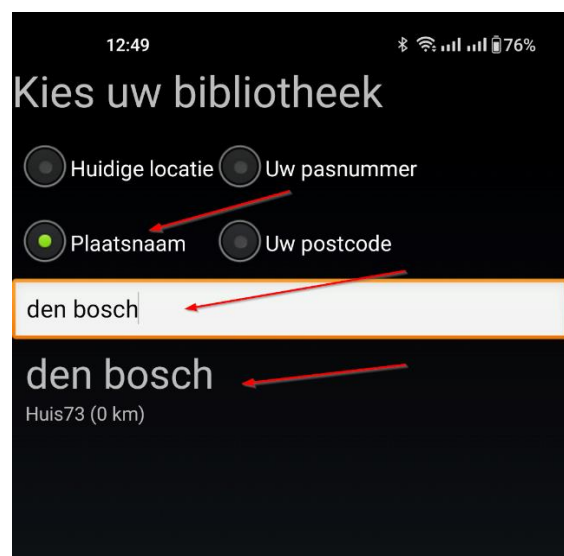 12:49 76%
Kies uw bibliotheek
Huidige locatie Uw pasnummer
Plaatsnaam Uw postcode
den bosch
den bosch
Huis73 (0 km)